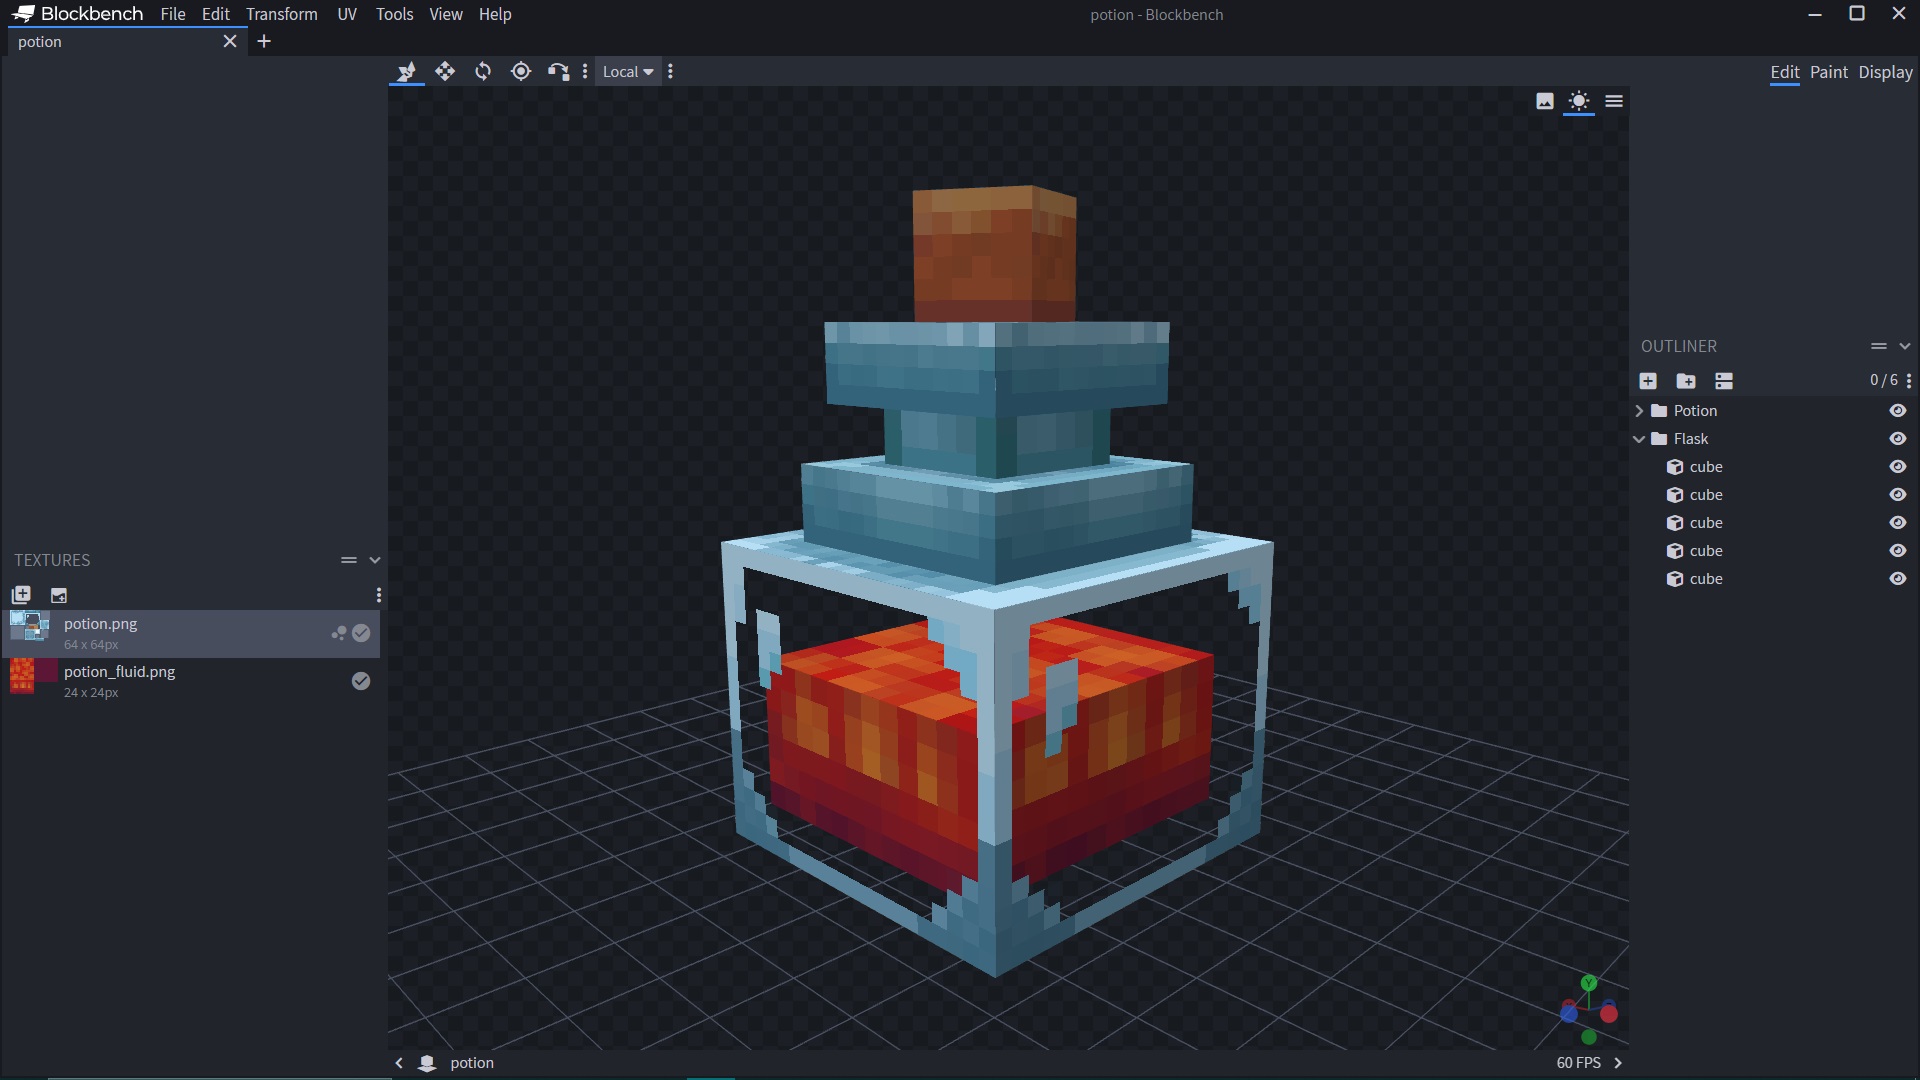 Blockbench File Edit Transform UV Tools View Help potion - Blockbench
potion
Local Edit Paint Display
OUTLINER
0 / 6
Potion
Flask
cube
cube
cube
cube
cube
TEXTURES
potion.png
64 x 64px
potion_fluid.png
24 x 24px
Y
potion 60 FPS